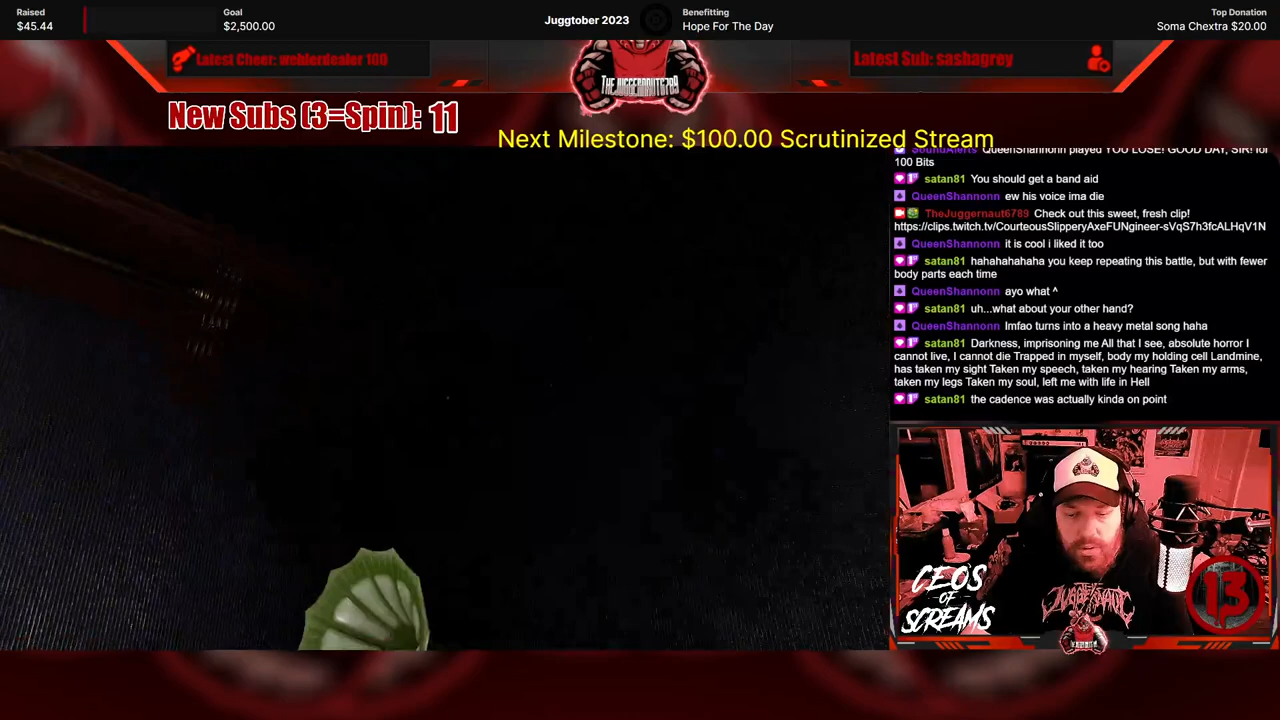 Raised
$45.44
Goal
$2,500.00
Juggtober 2023
Benefitting
Hope For The Day
Top Donation
Soma Chextra $20.00
Latest Cheer: wehlerdealer 100
THEJUGGERNAUT6789
Latest Sub: sashagrey
New Subs (3=Spin): 11
Next Milestone: $100.00 Scrutinized Stream
SoundAlerts QueenShannonn played YOU LOSE! GOOD DAY, SIR! for
100 Bits
satan81 You should get a band aid
QueenShannonn ew his voice ima die
TheJuggernaut6789 Check out this sweet, fresh clip!
https://clips.twitch.tv/CourteousSlipperyAxeFUNgineer-sVqS7h3fcALHqV1N
QueenShannonn it is cool i liked it too
satan81 hahahahahaha you keep repeating this battle, but with fewer
body parts each time
QueenShannonn ayo what ^
satan81 uh...what about your other hand?
QueenShannonn lmfao turns into a heavy metal song haha
satan81 Darkness, imprisoning me All that I see, absolute horror I
cannot live, I cannot die Trapped in myself, body my holding cell Landmine,
has taken my sight Taken my speech, taken my hearing Taken my arms,
taken my legs Taken my soul, left me with life in Hell
satan81 the cadence was actually kinda on point
CEOS
OF
SCREAMS
JUGGERNAUT
13